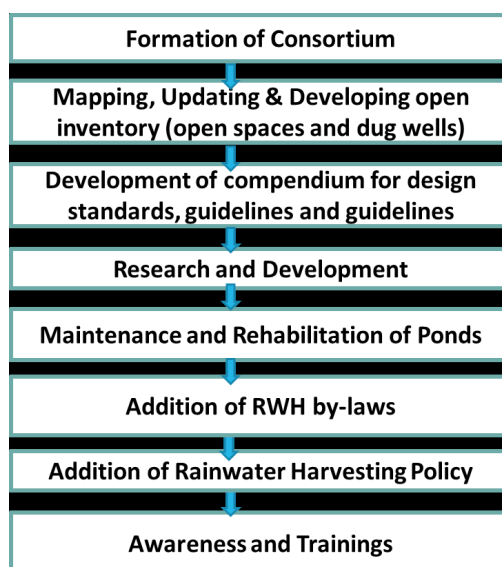 Formation of Consortium
Mapping, Updating & Developing open
inventory (open spaces and dug wells)
Development of compendium for design
standards, guidelines and guidelines
Research and Development
Maintenance and Rehabilitation of Ponds
Addition of RWH by-laws
Addition of Rainwater Harvesting Policy
Awareness and Trainings